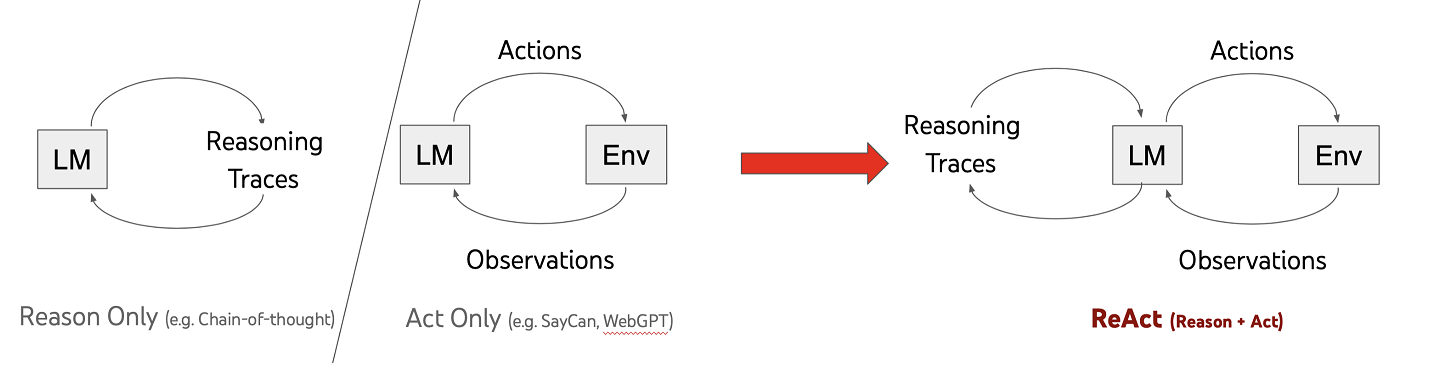 LM
Reasoning
Traces
Reason Only (e.g. Chain-of-thought)
Actions
LM
Env
Observations
Act Only (e.g. SayCan, WebGPT)
Reasoning
Traces
Actions
LM
Env
Observations
ReAct (Reason + Act)